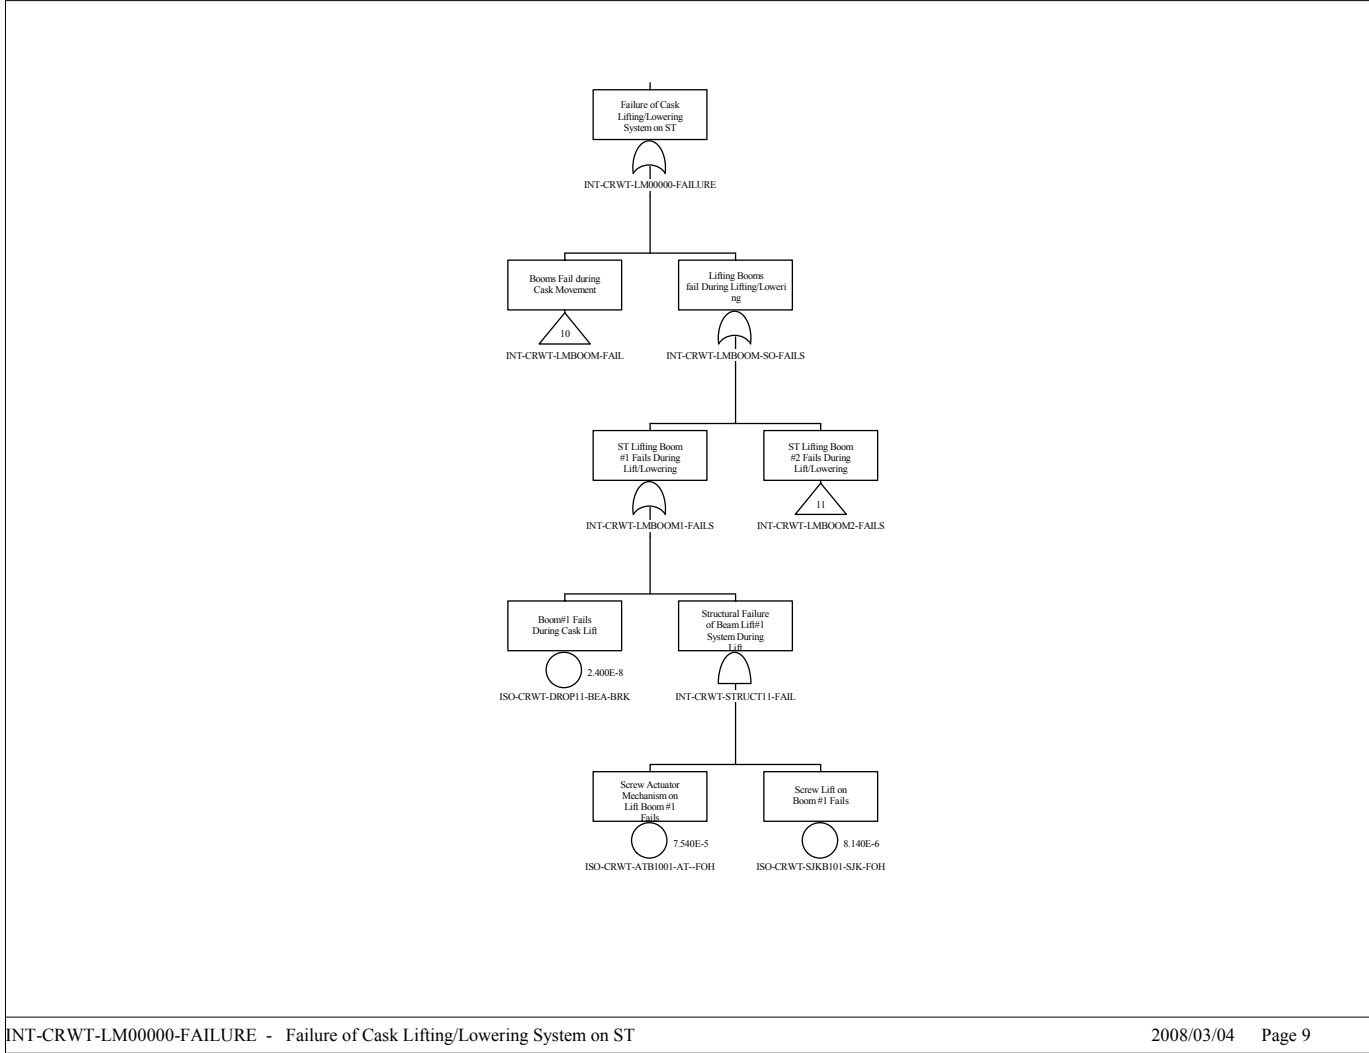 Failure of Cask
Lifting/Lowering
System on ST
INT-CRWT-LM00000-FAILURE
Booms Fail during
Cask Movement
10
INT-CRWT-LMBOOM-FAIL
Lifting Booms
fail During Lifting/Loweri
ng
INT-CRWT-LMBOOM-SO-FAILS
ST Lifting Boom
#1 Fails During
Lift/Lowering
INT-CRWT-LMBOOM1-FAILS
ST Lifting Boom
#2 Fails During
Lift/Lowering
11
INT-CRWT-LMBOOM2-FAILS
Boom#1 Fails
During Cask Lift
2.400E-8
ISO-CRWT-DROP11-BEA-BRK
Structural Failure
of Beam Lift#1
System During
Lift
INT-CRWT-STRUCT11-FAIL
Screw Actuator
Mechanism on
Lift Boom #1
Fails
7.540E-5
ISO-CRWT-ATB1001-AT--FOH
Screw Lift on
Boom #1 Fails
8.140E-6
ISO-CRWT-SJKB101-SJK-FOH
INT-CRWT-LM00000-FAILURE - Failure of Cask Lifting/Lowering System on ST
2008/03/04 Page 9